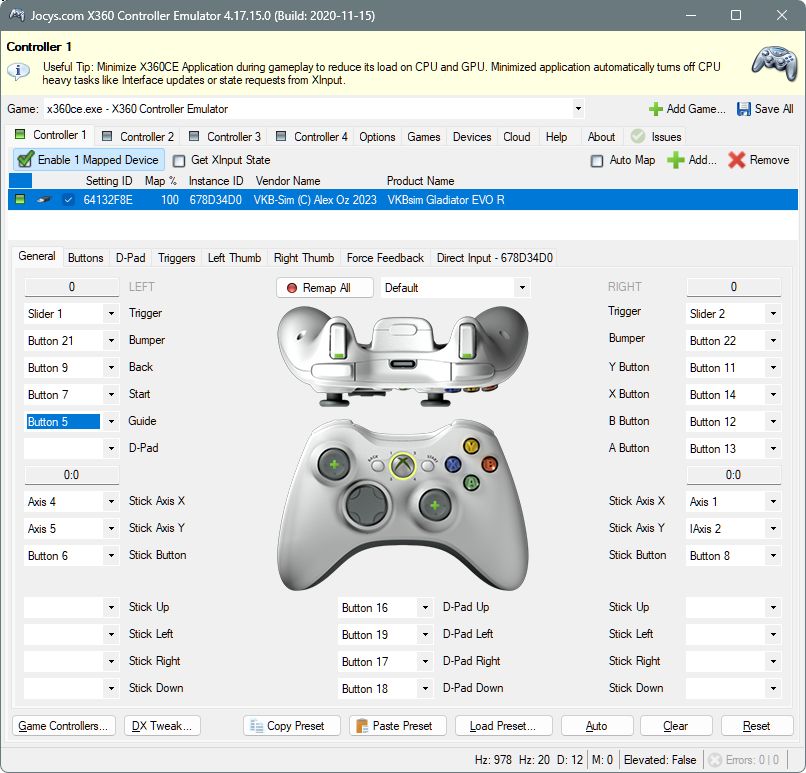 Jocys.com X360 Controller Emulator 4.17.15.0 (Build: 2020-11-15)
Controller 1
Useful Tip: Minimize X360CE Application during gameplay to reduce its load on CPU and GPU. Minimized application automatically turns off CPU
heavy tasks like Interface updates or state requests from XInput.
Game: x360ce.exe - X360 Controller Emulator Add Game... Save All
Controller 1 Controller 2 Controller 3 Controller 4 Options Games Devices Cloud Help About Issues
Enable 1 Mapped Device Get XInput State Auto Map Add... Remove
Setting ID Map % Instance ID Vendor Name Product Name
64132F8E 100 678D34D0 VKB-Sim (C) Alex Oz 2023 VKBsim Gladiator EVO R
General Buttons D-Pad Triggers Left Thumb Right Thumb Force Feedback Direct Input - 678D34D0
0 LEFT Remap All Default RIGHT 0
Slider 1 Trigger Trigger Slider 2
Button 21 Bumper Bumper Button 22
Button 9 Back Y Button Button 11
Button 7 Start X Button Button 14
Button 5 Guide B Button Button 12
D-Pad A Button Button 13
BACK START Y X B A
0:0 0:0
Axis 4 Stick Axis X Stick Axis X Axis 1
Axis 5 Stick Axis Y Stick Axis Y IAxis 2
Button 6 Stick Button Stick Button Button 8
Stick Up Button 16 D-Pad Up Stick Up
Stick Left Button 19 D-Pad Left Stick Left
Stick Right Button 17 D-Pad Right Stick Right
Stick Down Button 18 D-Pad Down Stick Down
Game Controllers... DX Tweak... Copy Preset Paste Preset Load Preset... Auto Clear Reset
Hz: 978 Hz: 20 D: 12 M: 0 Elevated: False Errors: 0 | 0